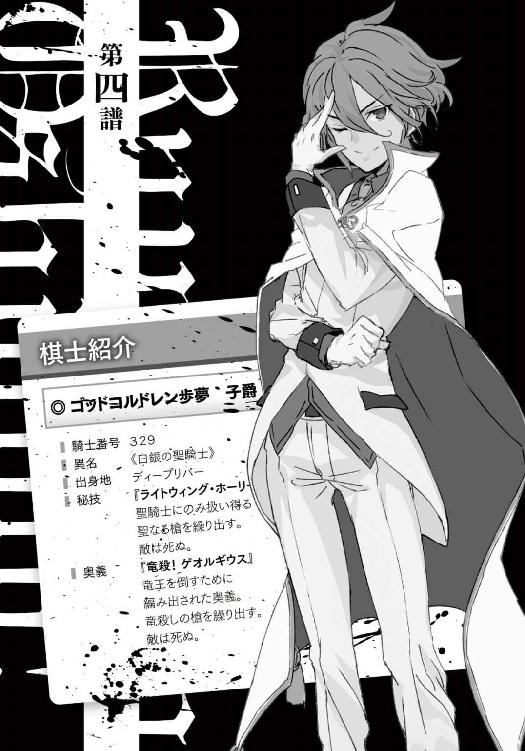 第四譜
棋士紹介
◎ ゴッドコルドレン歩夢 子爵
騎士番号 329
異名 《白銀の聖騎士》
出身地 ディープリバー
秘技 『ライトウィング・ホーリー
聖騎士にのみ扱い得る
聖なる槍を繰り出す。
敵は死ぬ。
奥義 『竜殺！ゲオルギウス』
竜王を倒すために
編み出された奥義。
竜殺しの槍を繰り出す。
敵は死ぬ。